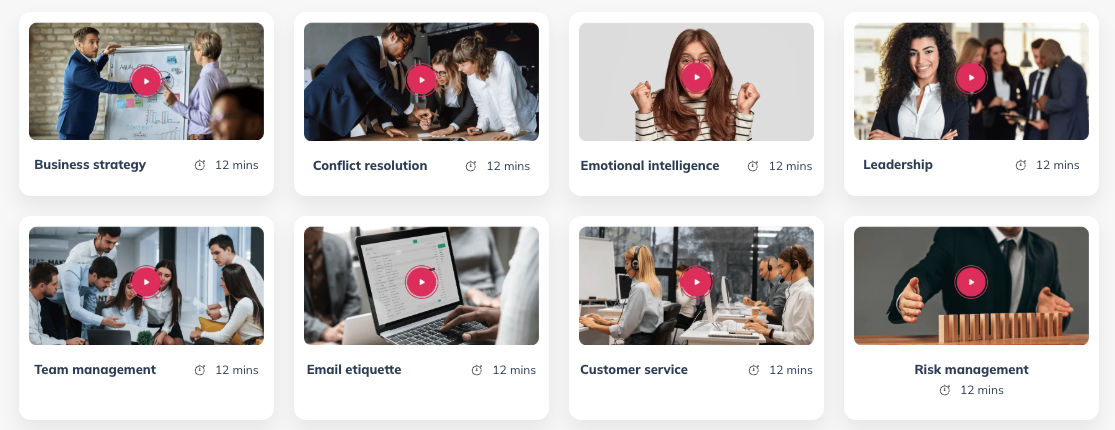 Business strategy 12 mins
Conflict resolution 12 mins
Emotional intelligence 12 mins
Leadership 12 mins
Team management 12 mins
Email etiquette 12 mins
Customer service 12 mins
Risk management
12 mins